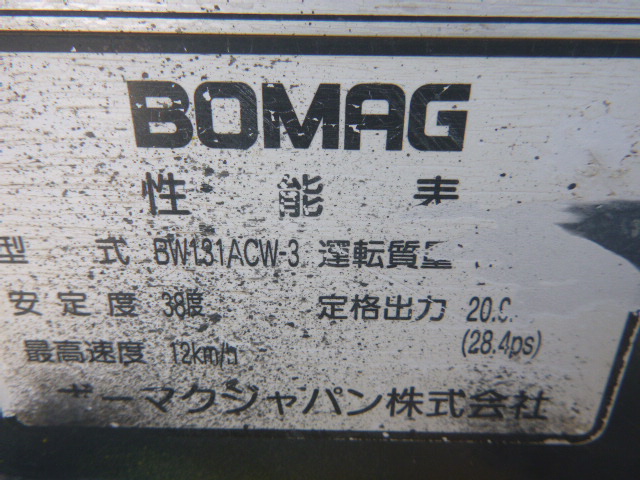 BOMAG
性能表
型式 BW131ACW-3 運転質量
安定度 38度 定格出力 20.
(28.4ps)
最高速度 12km/h
ボーマクジャパン株式会社